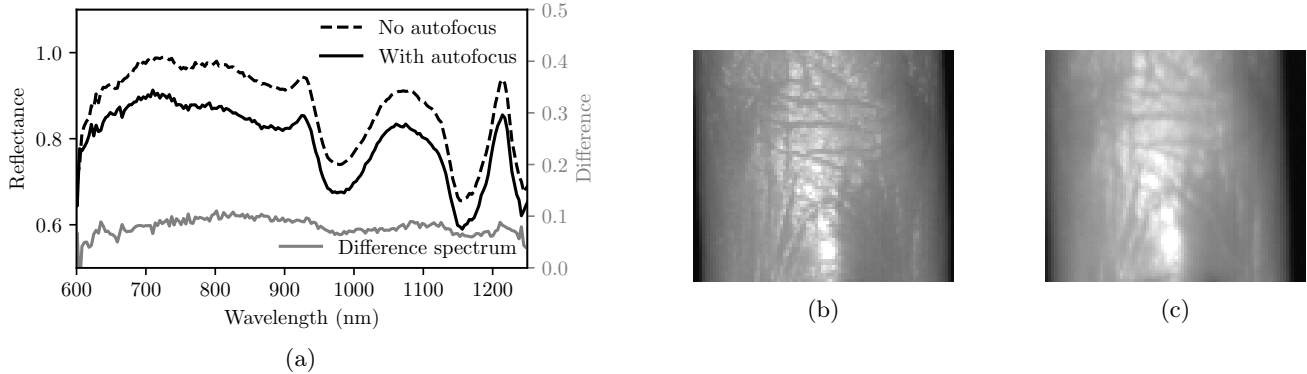 No autofocus
With autofocus
Difference spectrum
Reflectance
1.0
0.8
0.6
0.5
0.4
0.3
0.2
0.1
0.0
Difference
600 700 800 900 1000 1100 1200
Wavelength (nm)
(a)
(b)
(c)